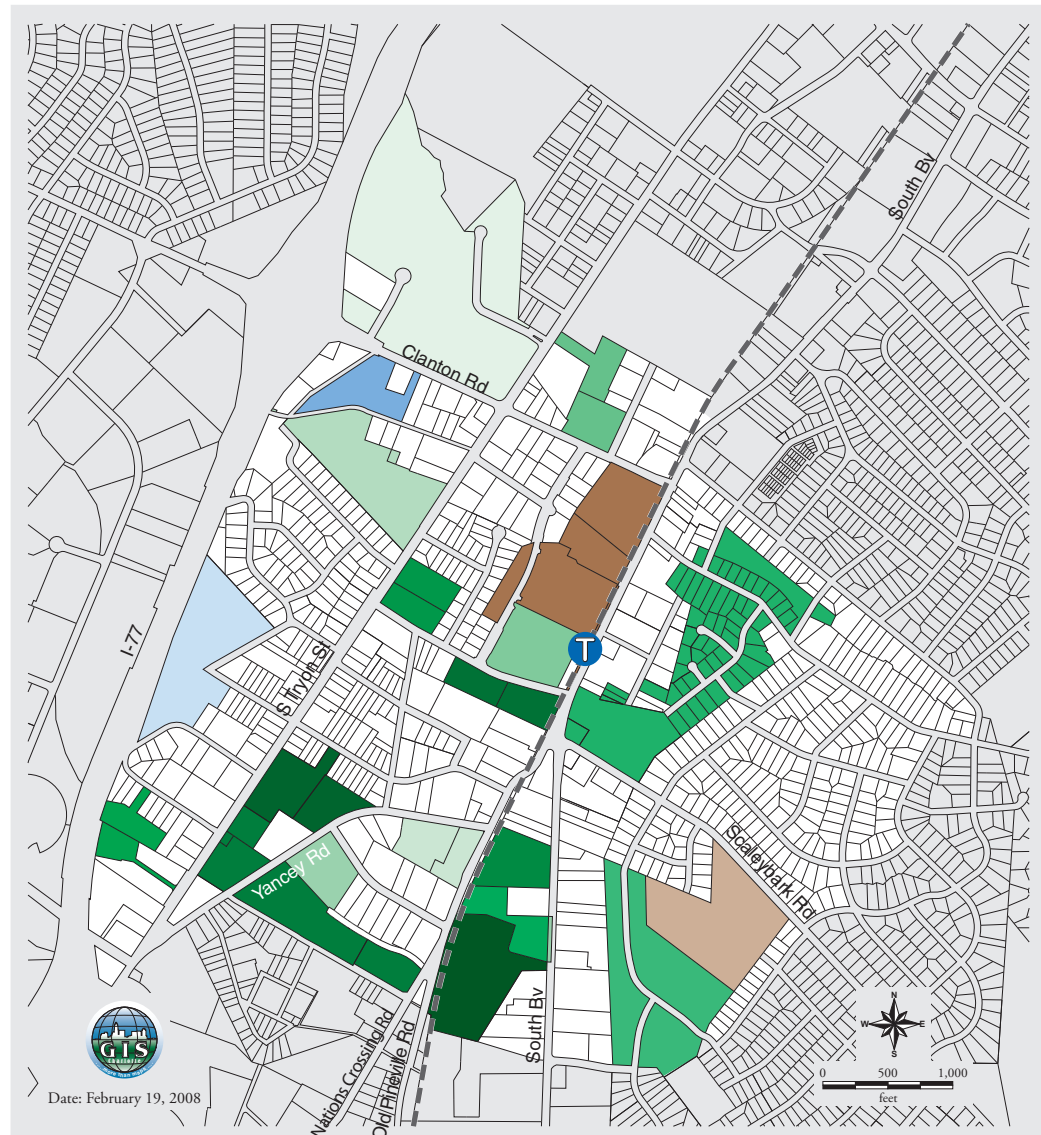 South Bv
Clanton Rd
I-77
S Tryon St
T
Yancey Rd
Scaleybark Rd
South Bv
Nations Crossing Rd
Old Pineville Rd
GIS
Charlotte
Date: February 19, 2008
N
W E
S
0 500 1,000
feet